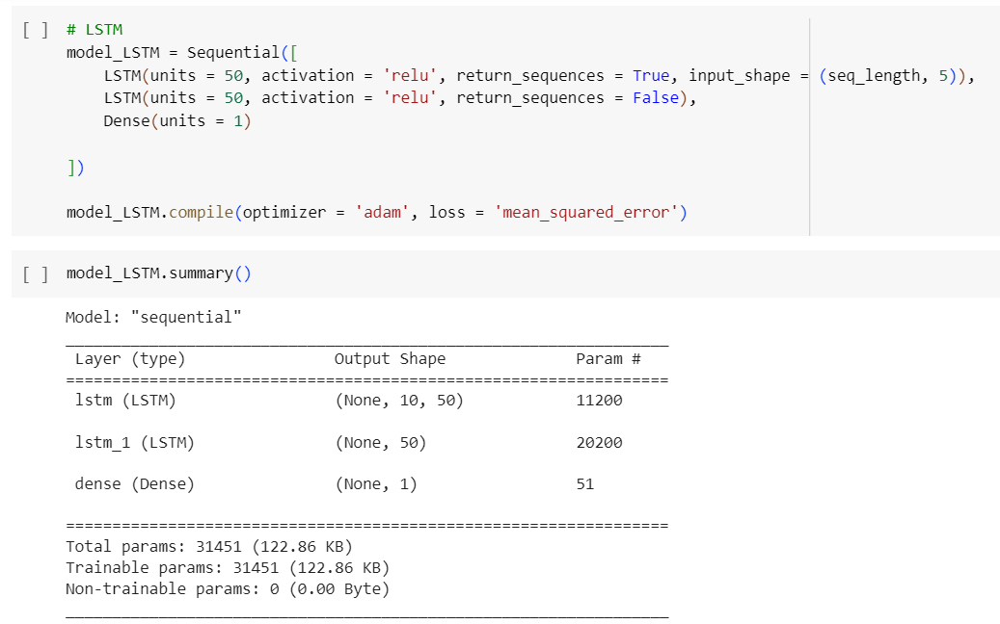 [ ] # LSTM
model_LSTM = Sequential([
    LSTM(units = 50, activation = 'relu', return_sequences = True, input_shape = (seq_length, 5)),
    LSTM(units = 50, activation = 'relu', return_sequences = False),
    Dense(units = 1)
])
model_LSTM.compile(optimizer = 'adam', loss = 'mean_squared_error')
[ ] model_LSTM.summary()
Model: "sequential"
_________________________________________________________________
 Layer (type)                Output Shape              Param #
=================================================================
 lstm (LSTM)                 (None, 10, 50)            11200
 lstm_1 (LSTM)               (None, 50)                20200
 dense (Dense)               (None, 1)                 51
=================================================================
Total params: 31451 (122.86 KB)
Trainable params: 31451 (122.86 KB)
Non-trainable params: 0 (0.00 Byte)
_________________________________________________________________